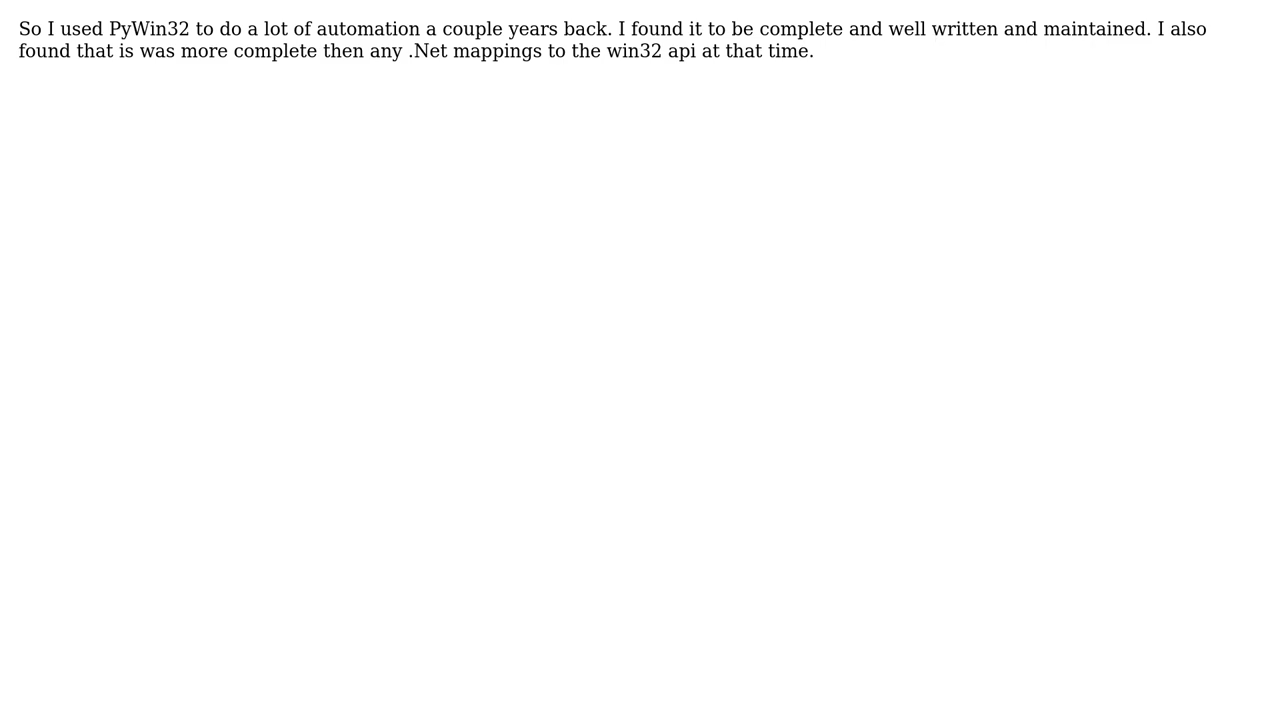 So I used PyWin32 to do a lot of automation a couple years back. I found it to be complete and well written and maintained. I also
found that is was more complete then any .Net mappings to the win32 api at that time.